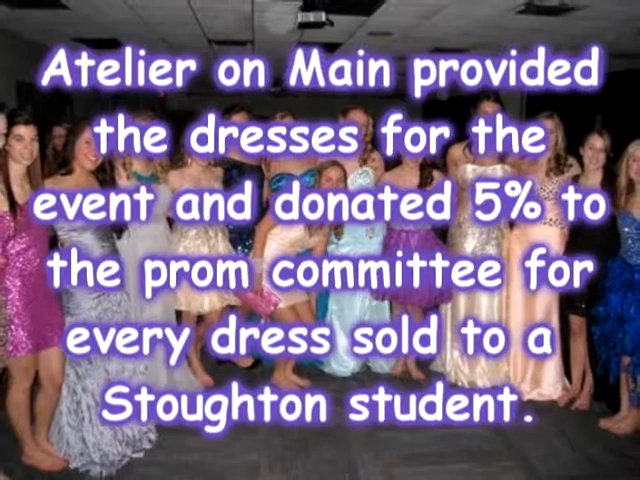 Atelier on Main provided
the dresses for the
event and donated 5% to
the prom committee for
every dress sold to a
Stoughton student.